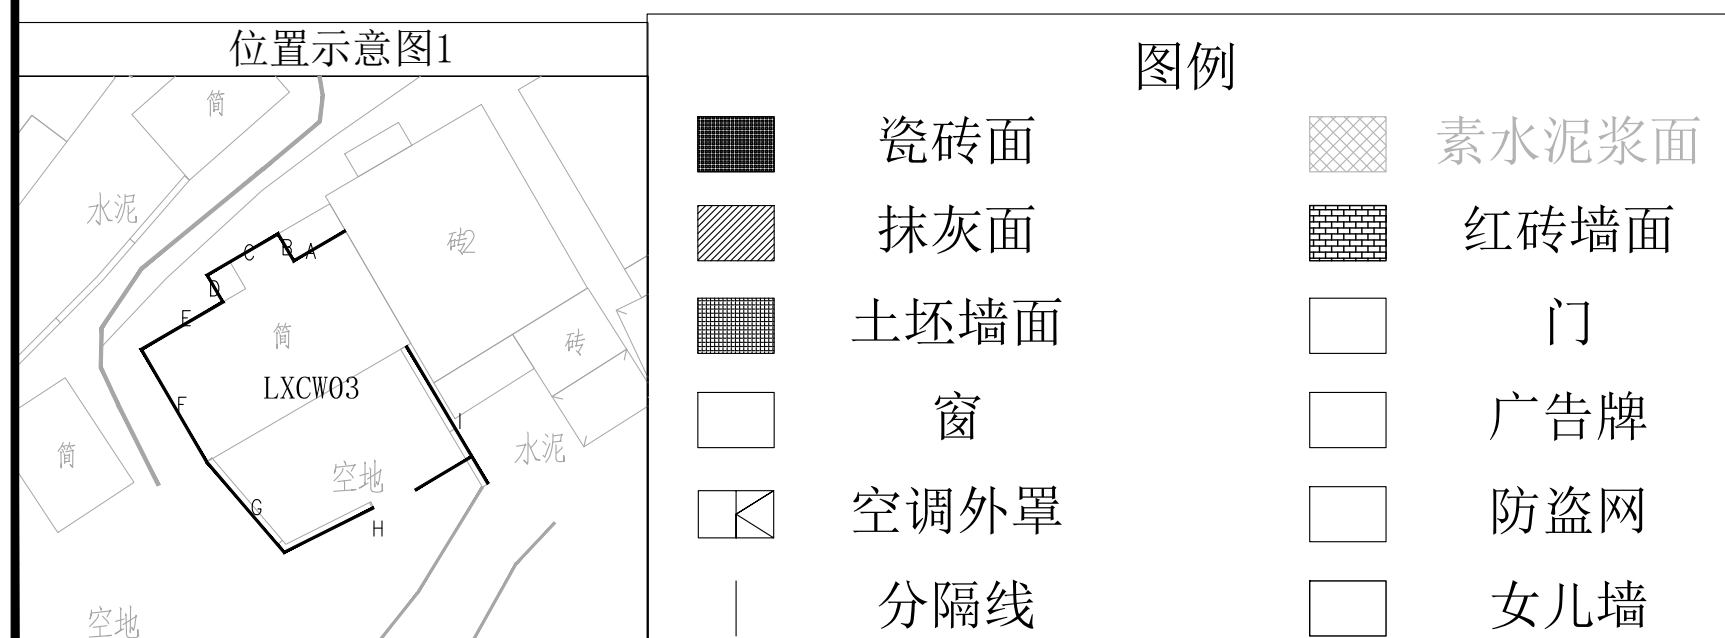 位置示意图1
简
水泥
砖2
C
B
A
D
E
简
砖
LXCW03
F
I
简
水泥
空地
G
H
空地
图例
瓷砖面
素水泥浆面
抹灰面
红砖墙面
土坯墙面
门
窗
广告牌
空调外罩
防盗网
分隔线
女儿墙